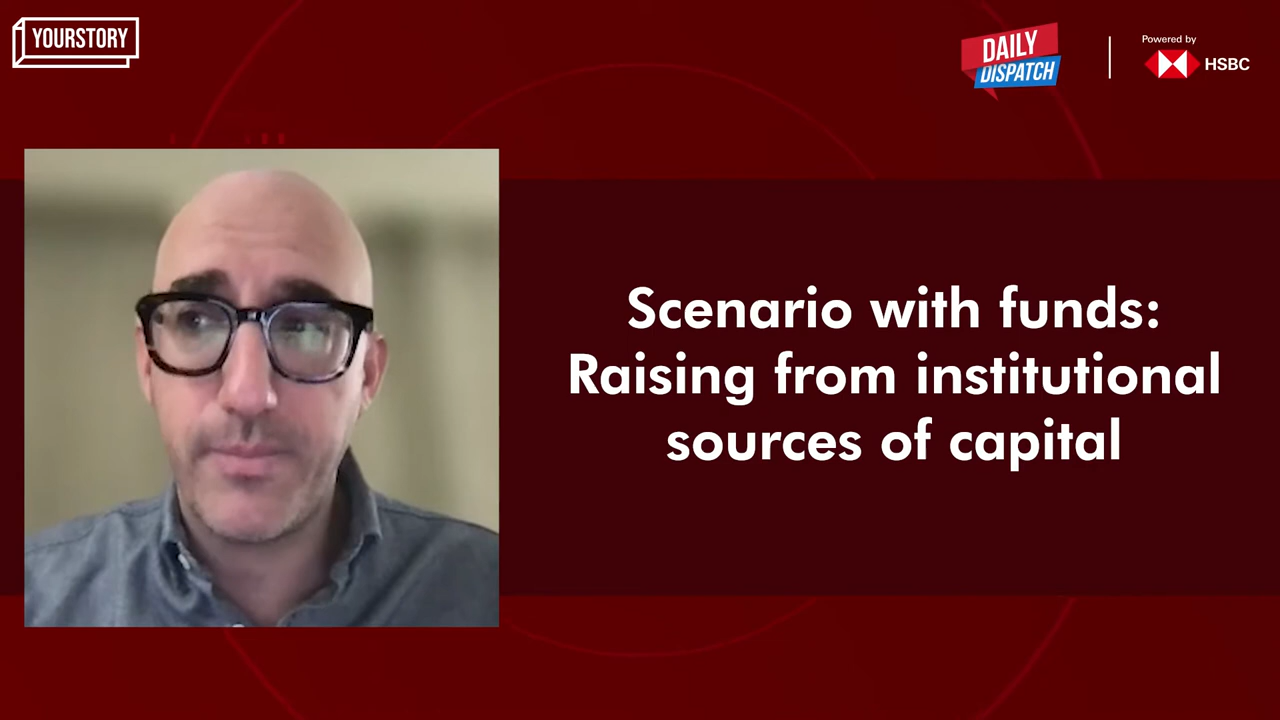 YOURSTORY
DAILY
DISPATCH
Powered by
HSBC
Scenario with funds:
Raising from institutional
sources of capital